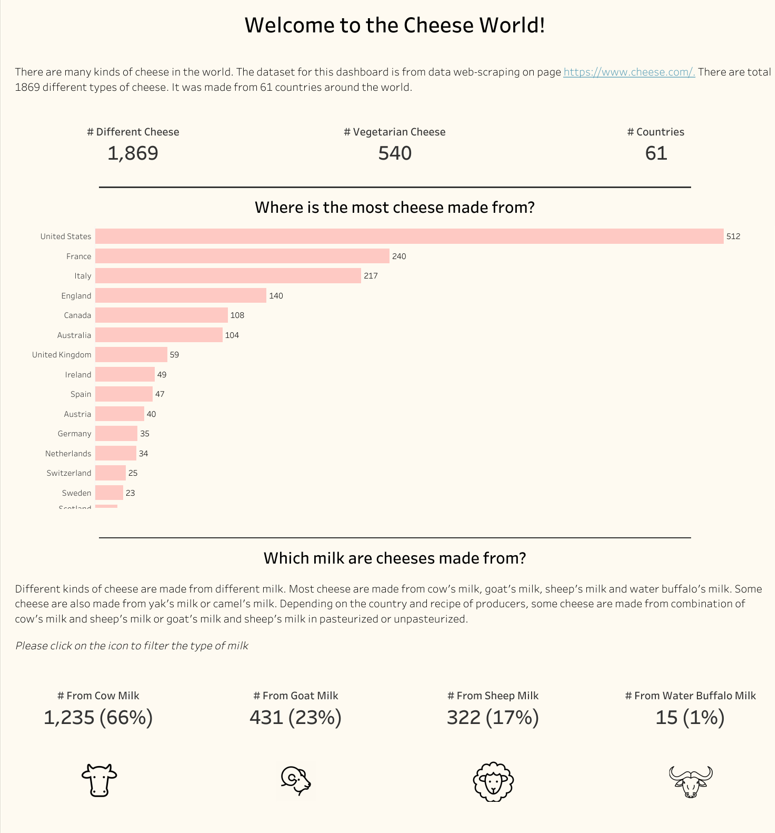 Welcome to the Cheese World!
There are many kinds of cheese in the world. The dataset for this dashboard is from data web-scraping on page https://www.cheese.com/. There are total
1869 different types of cheese. It was made from 61 countries around the world.
# Different Cheese
1,869
# Vegetarian Cheese
540
# Countries
61
Where is the most cheese made from?
United States 512
France 240
Italy 217
England 140
Canada 108
Australia 104
United Kingdom 59
Ireland 49
Spain 47
Austria 40
Germany 35
Netherlands 34
Switzerland 25
Sweden 23
Scotland
Which milk are cheeses made from?
Different kinds of cheese are made from different milk. Most cheese are made from cow's milk, goat's milk, sheep's milk and water buffalo's milk. Some
cheese are also made from yak's milk or camel's milk. Depending on the country and recipe of producers, some cheese are made from combination of
cow's milk and sheep's milk or goat's milk and sheep's milk in pasteurized or unpasteurized.
Please click on the icon to filter the type of milk
# From Cow Milk
1,235 (66%)
# From Goat Milk
431 (23%)
# From Sheep Milk
322 (17%)
# From Water Buffalo Milk
15 (1%)